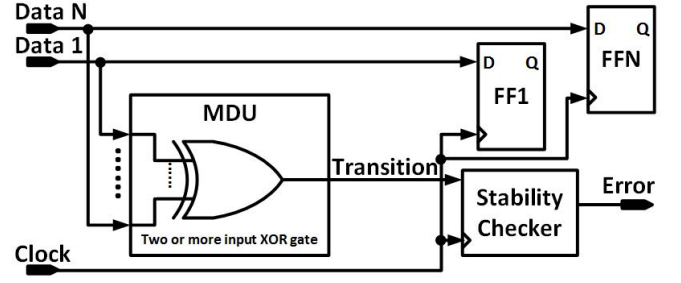 Data N
D Q
FFN
Data 1
D Q
FF1
MDU
Transition
Stability
Checker
Error
Two or more input XOR gate
Clock